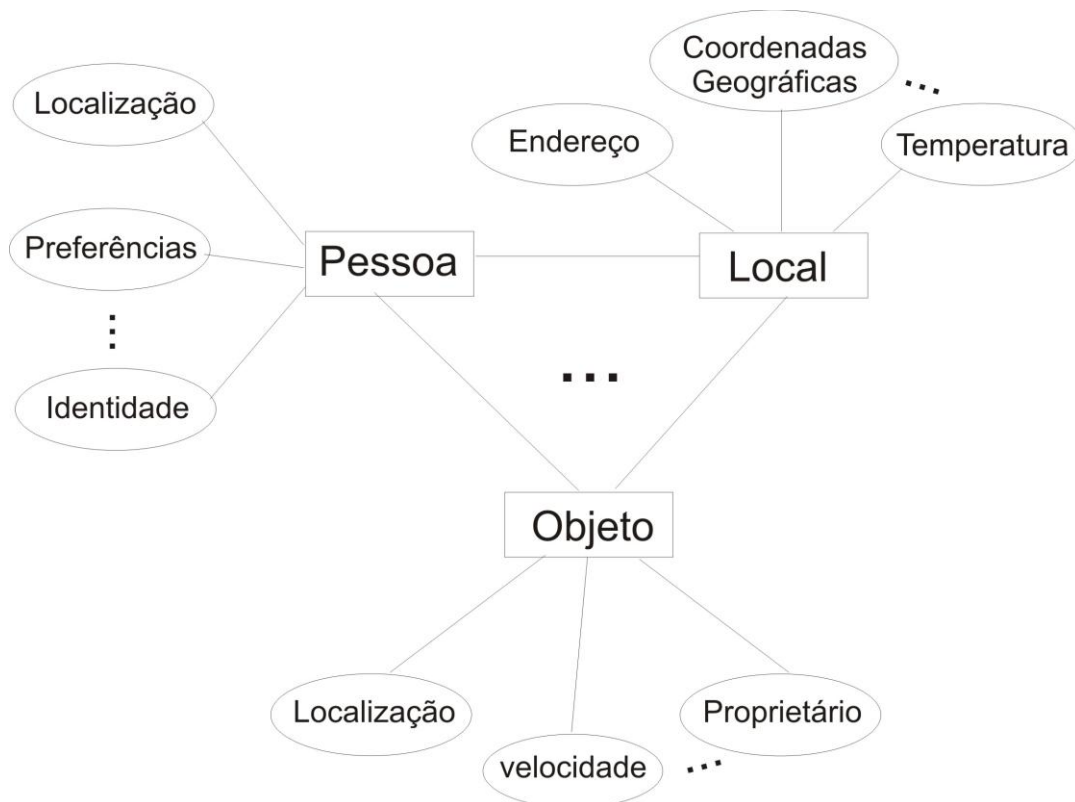 Coordenadas
Geográficas
...
Localização
Endereço
Temperatura
Preferências
Pessoa
Local
...
...
Identidade
Objeto
Localização
Proprietário
velocidade
...